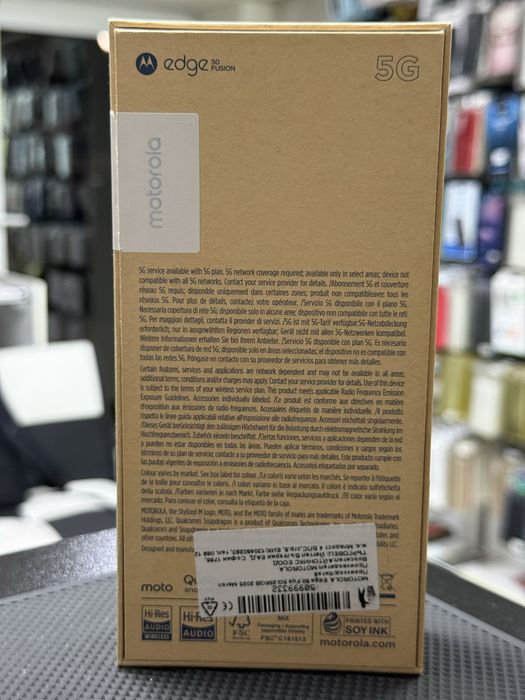 motorola edge 50 FUSION
5G
motorola
5G service available with 5G plan. 5G network coverage required; available only in select areas; device not
compatible with all 5G networks. Contact your service provider for details. /Abonnement 5G et couverture
réseau 5G requis; disponible uniquement dans certaines zones; produit non compatibleavec tous les
réseaux 5G. Pour plus de détails, contactez votre opérateur. /Servizio 5G disponibile con il piano 5G.
Necessaria copertura di rete 5G; disponibile solo in alcune aree; dispositivo non compatibile con tutte le reti
5G. Per maggiori dettagli, contatta il provider di servizi. /5G ist mit 5G-Tarif verfügbar.5G-Netzabdeckung
erforderlich; nur in ausgewählten Regionen verfügbar; Gerät nicht mit allen 5G-Netzwerken kompatibel.
Weitere Informationen erhalten Sie bei Ihrem Anbieter. /Servicio 5G disponible con plan 5G. Es necesario
disponer de cobertura de red 5G; disponible solo en áreas seleccionadas; el dispositivo no es compatible con
todas las redes 5G. Póngase en contacto con su proveedor de servicios para obtener más detalles.
Certain features, services and applications are network dependent and may not be available in all areas;
additional terms, conditions and/or charges may apply. Contact your service provider for details. Use of this device
is subject to the terms of your wireless service plan. This product meets applicable Radio Frequency Emission
Exposure Guidelines. Accessories individually labeled. /Ce produit est conforme aux directives en matière
d'exposition aux émissions de radio-fréquences. Accessoires étiquetés de manière individuelle. /Il prodotto
rispetta le linee guida applicabili relative all'esposizione alle radiofrequenze. Accessori etichettati singolarmente.
/Dieses Gerät berücksichtigt den zulässigen Höchstwert für die Belastung durch elektromagnetische Strahlung im
Hochfrequenzbereich. Zubehör einzeln beschriftet. /Ciertas funciones, servicios y aplicaciones dependen de la red
y pueden no estar disponibles en todas las áreas. Pueden aplicar términos, condiciones y cargos según los
términos de su plan de servicio; contacte a su proveedor de servicio para más detalles. Este producto cumple con
las pautas vigentes de exposición a emisiones de radiofrecuencia. Accesorios etiquetados por separado.
Colour varies by market. See box label for colour. /Le coloris varie selon les marchés. Se reporter à l'étiquette
de la boîte pour connaître le coloris. /I colori variano in base al mercato. Il colore è indicato sull'etichetta
della scatola. /Farben variieren je nach Markt, Farbe siehe Verpackungsaufdruck. /El color varía según el
mercado. Para conocer el color, consulta la etiqueta de la caja.
MOTOROLA, the Stylized M Logo, MOTO, and the MOTO family of marks are trademarks of Motorola Trademark
Holdings, LLC. Qualcomm Snapdragon is a product of Qualcomm Technologies
Qualcomm and Snapdragon are
other countries. All oth
Designed and manufa
moto
50999332
MOTOROLA Edge 50 Fus 5G 256GB 2025 Match
Производител MOTOROLA
Произход:Китай
Hi-Res
AUDIO
WIRELESS
Hi-Res
AUDIO
FSC
MIX
FSC® C161613
PRINTED WITH
SOY INK
motorola.com